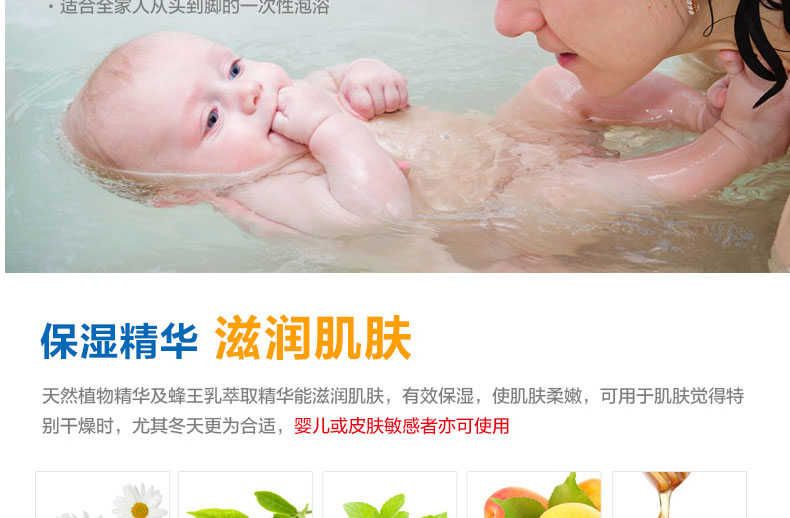 · 适合全家人从头到脚的一次性泡浴
保湿精华 滋润肌肤
天然植物精华及蜂王乳萃取精华能滋润肌肤，有效保湿，使肌肤柔嫩，可用于肌肤觉得特
别干燥时，尤其冬天更为合适，婴儿或皮肤敏感者亦可使用